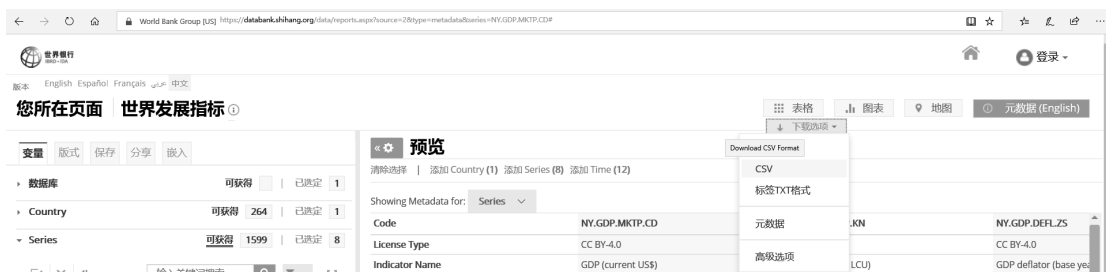 World Bank Group [US] https://databank.shihang.org/data/reports.aspx?source=2&type=metadata&series=NY.GDP.MKTP.CD#
世界银行
IBRD • IDA
登录
版本 English Español Français عربي 中文
您所在页面 世界发展指标
表格 图表 地图 元数据 (English)
下载选项
变量 版式 保存 分享 嵌入
预览
Download CSV Format
清除选择 | 添加 Country (1) 添加 Series (8) 添加 Time (12)
CSV
数据库 可获得 | 已选定 1
标签TXT格式
Showing Metadata for: Series
Country 可获得 264 | 已选定 1
Code NY.GDP.MKTP.CD .KN NY.GDP.DEFL.ZS
元数据
Series 可获得 1599 | 已选定 8
License Type CC BY-4.0 CC BY-4.0
高级选项
Indicator Name GDP (current US$) LCU) GDP deflator (base yea